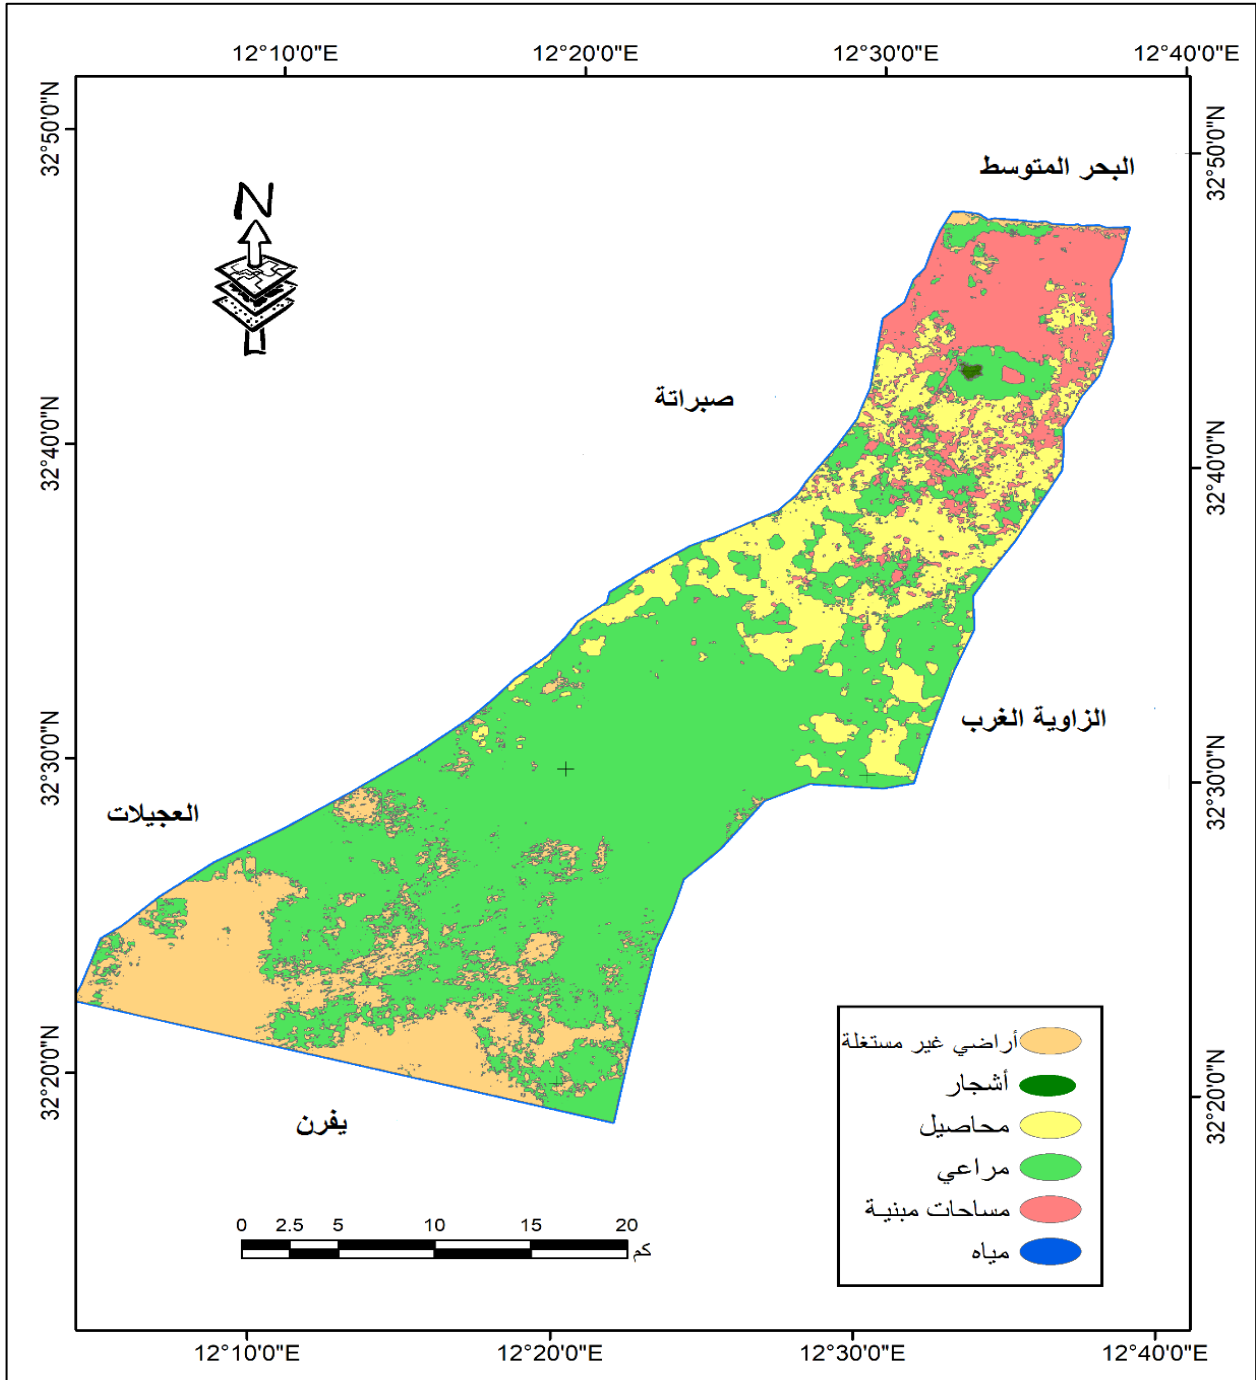 12°10'0"E 12°20'0"E 12°30'0"E 12°40'0"E
32°50'0"N
32°50'0"N
البحر المتوسط
N
صبراتة
32°40'0"N
32°40'0"N
الزاوية الغرب
32°30'0"N
32°30'0"N
العجيلات
أراضي غير مستغلة
أشجار
محاصيل
مراعي
مساحات مبنية
مياه
32°20'0"N
32°20'0"N
يفرن
0 2.5 5 10 15 20
كم
12°10'0"E 12°20'0"E 12°30'0"E 12°40'0"E